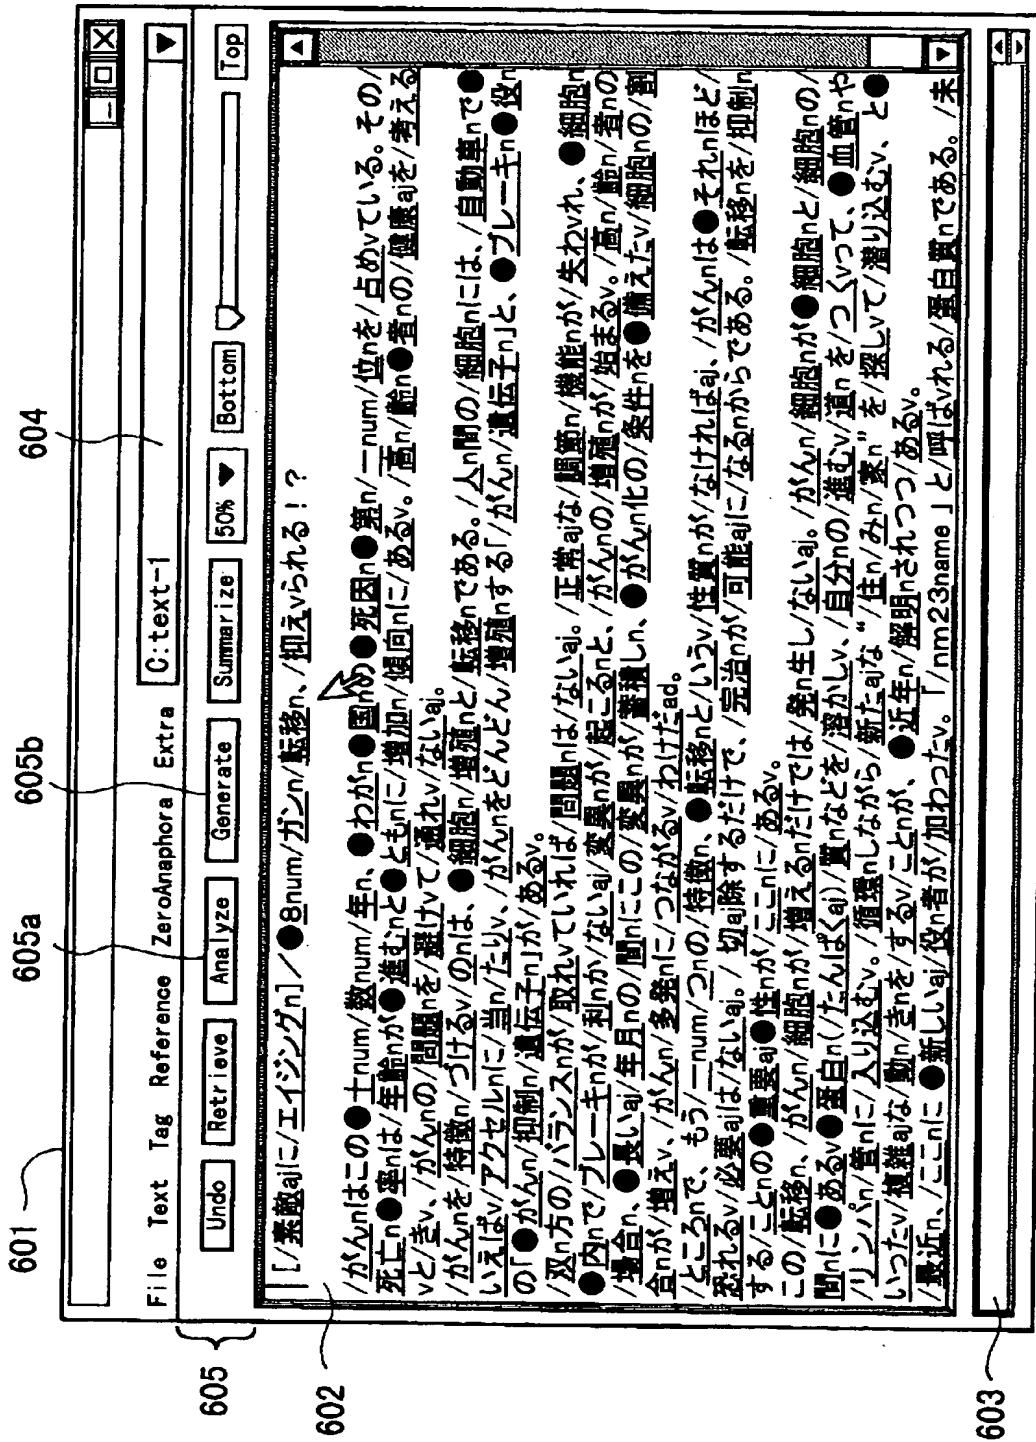 601
604
605b
605a
File Text Tag Reference ZeroAnaphora Extra
C:text-1
605
Undo Retrieve Analyze Generate Summarize 50% ▼ Bottom Top
602
[/素敵ajに/エイジングn]/●8num/ガンn/転移n、/抑えvられる!?
/がんnはこの●十num/数num/年n、●わがn●国nの●死因n●第n/一num/位nを/占めvている。その/
死亡n●率nは/年齢nが●進むnと●ともnに/増加n/傾向nに/あるv。/高n/齢n●者nの/健康ajを/考える
vと/きv、/がんnの/問題nを/避けvて/通れv/ないaj。
/がんnを/特徴n/づけるv/のnは、●細胞n/増殖nと/転移nである。/人n間の/細胞nには、/自動車nで●
いえばv/アクセルnに/当n/たりv、/がんnをどんどん/増殖nする「/がんn/遺伝子n」と、●ブレーキn●役n
の「●がんn/抑制n/遺伝子n」が/あるv。
/双n方の/バランスnが/取れvていれば/問題nは/ないaj。/正常ajな/調節n/機能nが/失わvれ、●細胞n
●内nで/ブレーキnが/利nか/ないaj/変異nが/起こるnと、/がんnの/増殖nが/始まるv。/高n/齢n/者nの
/場合n、●長いaj/年月nの/間nにこの/変異nが/蓄積し、●がんn化の/条件nを●備えたv/細胞nの/割
合nが/増えv、/がんn/多発nに/つながるv/わけだad。
/ところnで、もう/一num/つnの/特徴n、●転移nと/いうv/性質nが/なければaj、/がんnは●それnほど/
恐れるv/必要ajは/ないaj。/切aj除するだけで、/完治nが/可能ajに/なるnからである。/転移nを/抑制n
する/ことnの●重要aj●性nが/ここnに/あるv。
この/転移n、/がんn/細胞nが/増えるnだけでは/発n生し/ないaj。/がんn/細胞nが●細胞nと/細胞nの/
間nに●あるv●蛋白n(/たんぱくaj)/質nなどを/溶かしv、/自分nの/進むv/道nを/つくvって、●血管nや
/リンパn/管nに/入り込むv。/循環nしながら/新たajな“/住n/みn/家n”を/探しvて/潜り込むv、と●
いったv/複雑ajな/動n/きnを/するv/ことnが、●近年n/解明nされつつ/あるv。
/最近n、/ここnに●新しいaj/役n者が/加わったv。「/nm23name」と/呼ばvれる/蛋白質nである。/未
603